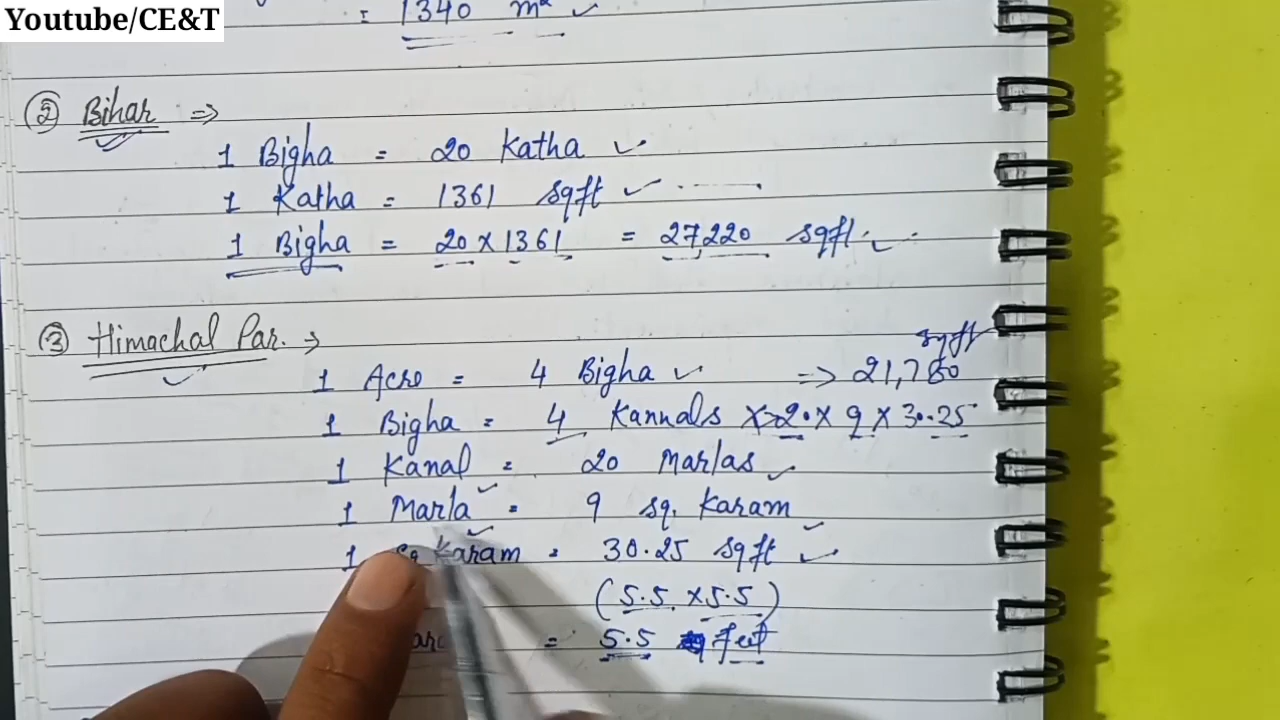 Youtube/CE&T
= 1340 m²
② Bihar ⇒
1 Bigha = 20 Katha
1 Katha = 1361 sqft
1 Bigha = 20 x 1361 = 27,220 sqft.
③ Himachal Par. →
sqft
1 Acre = 4 Bigha ⇒ 21,780
1 Bigha = 4 Kannals x 20 x 9 x 30.25
1 Kanal = 20 Marlas
1 Marla = 9 sq. Karam
1 Sq Karam = 30.25 sqft
(5.5 x 5.5)
= 5.5 feet